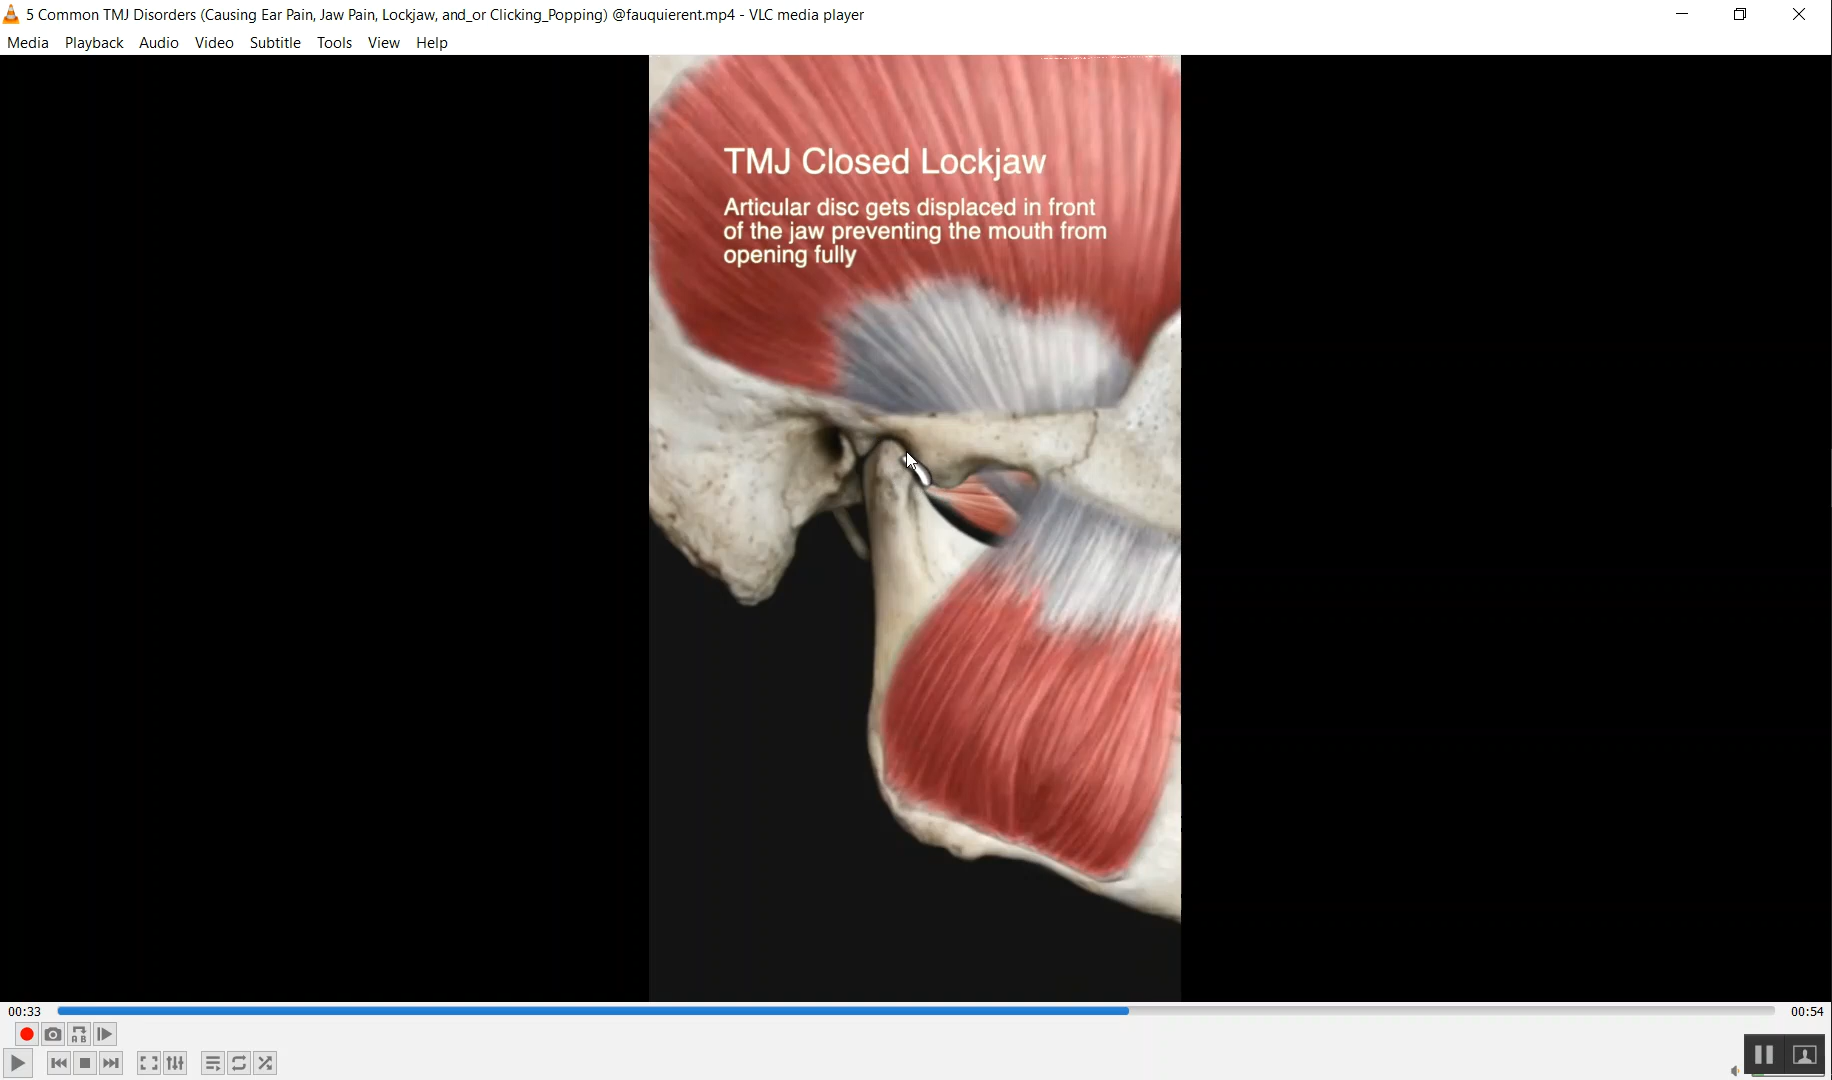 5 Common TMJ Disorders (Causing Ear Pain, Jaw Pain, Lockjaw, and_or Clicking_Popping) @fauquierent.mp4 - VLC media player
Media Playback Audio Video Subtitle Tools View Help
TMJ Closed Lockjaw
Articular disc gets displaced in front
of the jaw preventing the mouth from
opening fully
00:33
00:54
A B